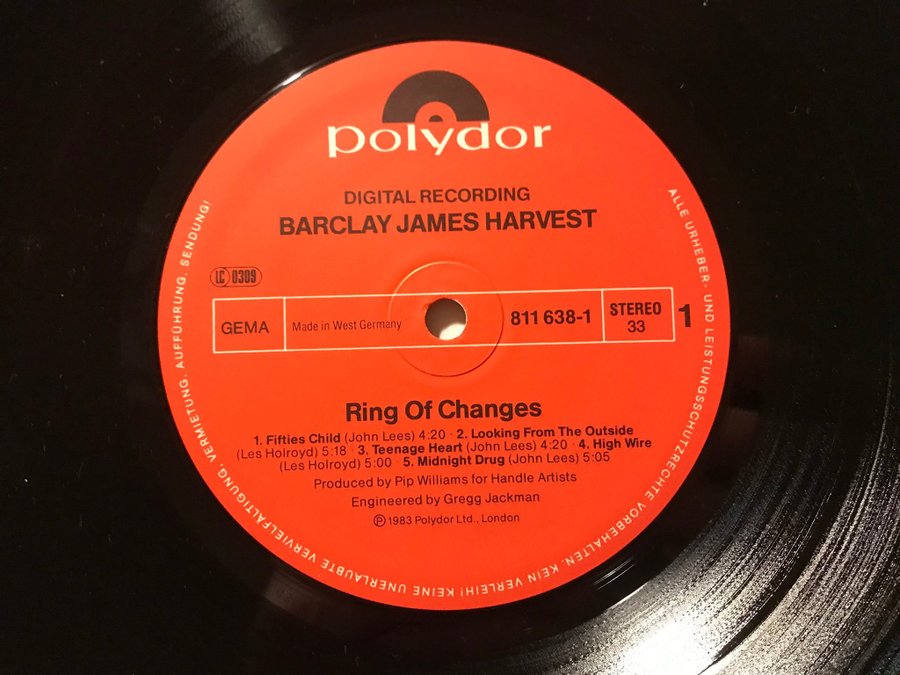 polydor
DIGITAL RECORDING
BARCLAY JAMES HARVEST
LC 0309
GEMA
Made in West Germany
811 638-1
STEREO
33
1
Ring Of Changes
1. Fifties Child (John Lees) 4:20 · 2. Looking From The Outside
(Les Holroyd) 5:18 · 3. Teenage Heart (John Lees) 4:20 · 4. High Wire
(Les Holroyd) 5:00 · 5. Midnight Drug (John Lees) 5:05
Produced by Pip Williams for Handle Artists
Engineered by Gregg Jackman
Ⓟ 1983 Polydor Ltd., London
ALLE URHEBER- UND LEISTUNGSSCHUTZRECHTE VORBEHALTEN. KEIN VERLEIH! KEINE UNERLAUBTE VERVIELFÄLTIGUNG, VERMIETUNG, AUFFÜHRUNG, SENDUNG!